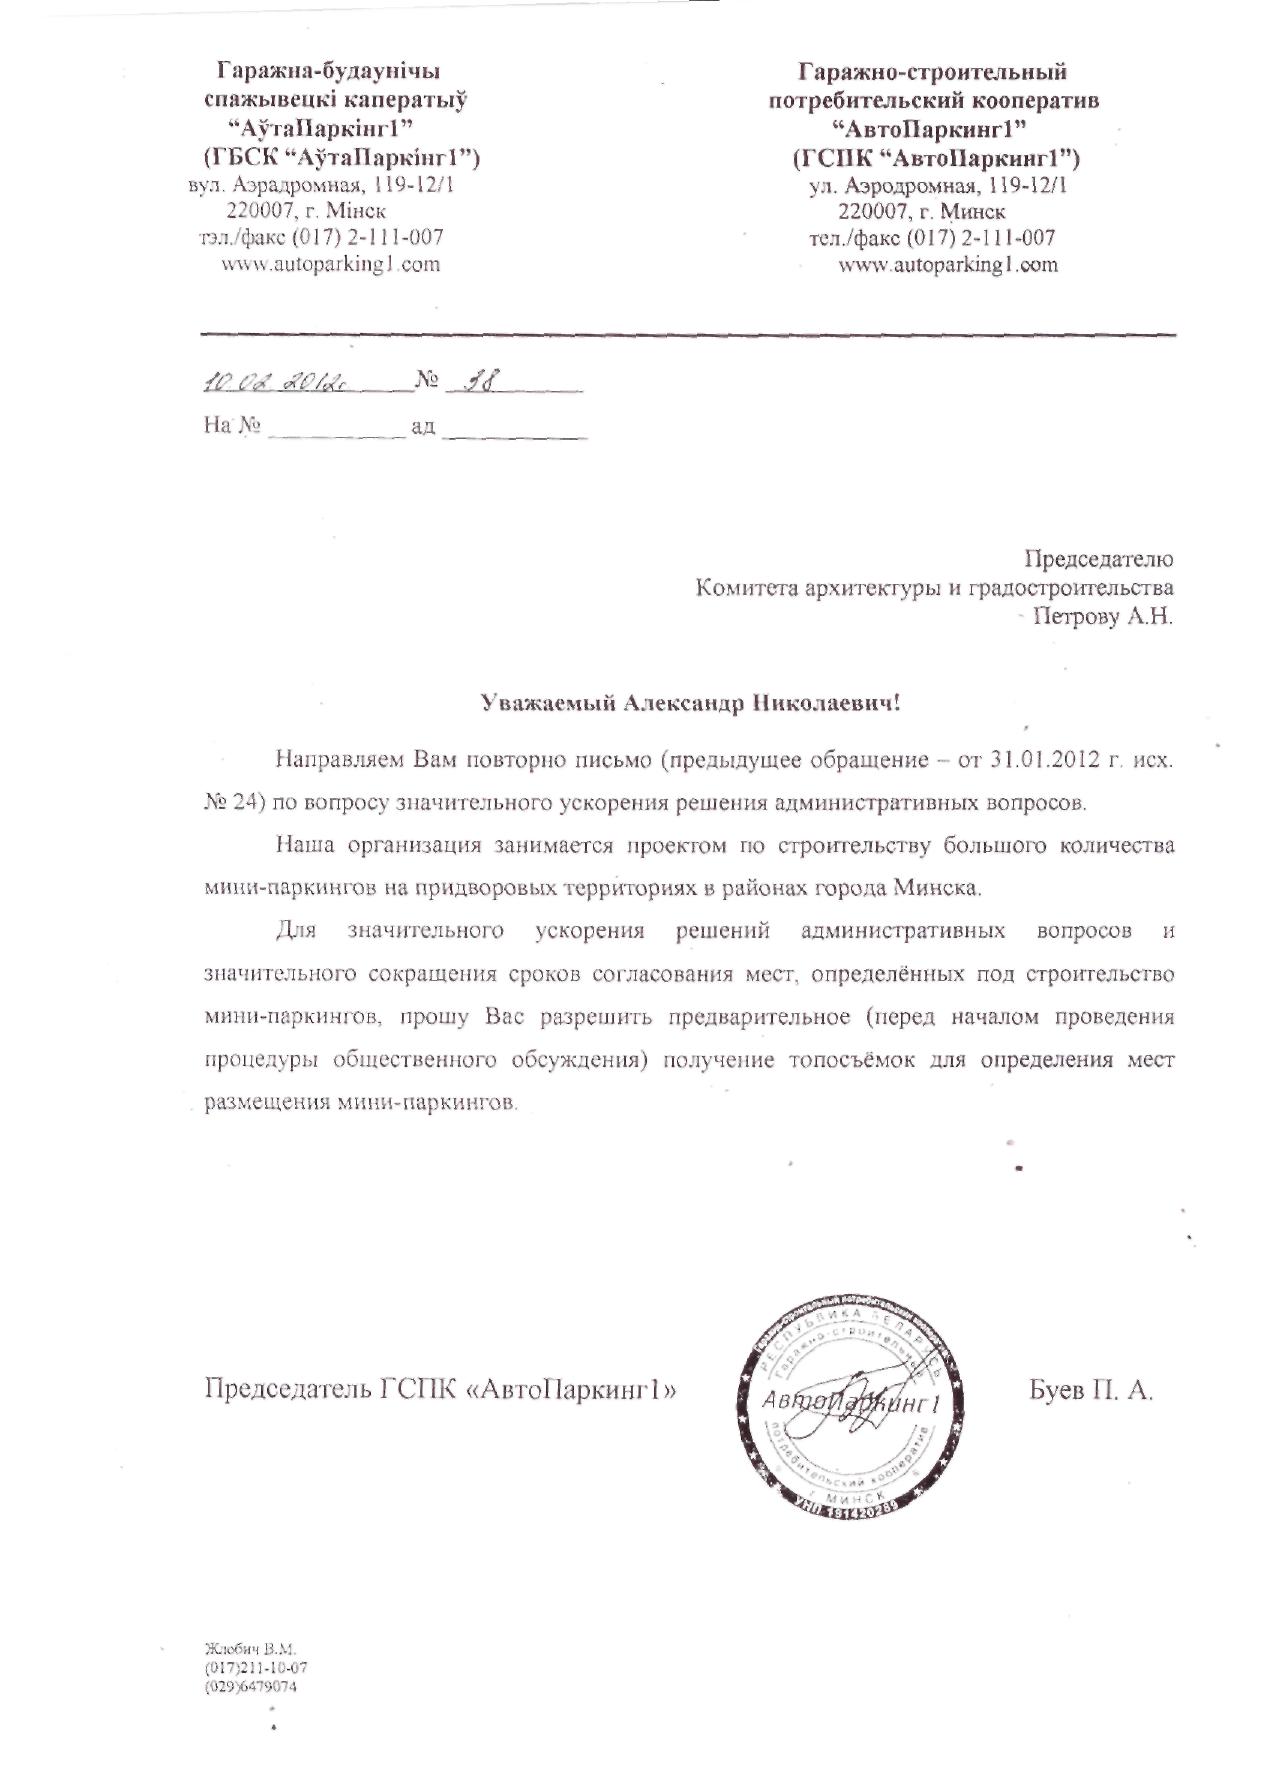 Гаражна-будаунічы
спажывецкі каператыў
“АўтаПаркінг1”
(ГБСК “АўтаПаркінг1”)
вул. Аэрадромная, 119-12/1
220007, г. Мінск
тэл./факс (017) 2-111-007
www.autoparking1.com
Гаражно-строительный
потребительский кооператив
“АвтоПаркинг1”
(ГСПК “АвтоПаркинг1”)
ул. Аэродромная, 119-12/1
220007, г. Минск
тел./факс (017) 2-111-007
www.autoparking1.com
10.02.2012г. № 38
На № ____________ ад ____________
Председателю
Комитета архитектуры и градостроительства
Петрову А.Н.
Уважаемый Александр Николаевич!
Направляем Вам повторно письмо (предыдущее обращение – от 31.01.2012 г. исх.
№ 24) по вопросу значительного ускорения решения административных вопросов.
Наша организация занимается проектом по строительству большого количества
мини-паркингов на придворовых территориях в районах города Минска.
Для значительного ускорения решений административных вопросов и
значительного сокращения сроков согласования мест, определённых под строительство
мини-паркингов, прошу Вас разрешить предварительное (перед началом проведения
процедуры общественного обсуждения) получение топосъёмок для определения мест
размещения мини-паркингов.
Председатель ГСПК «АвтоПаркинг1»
РЕСПУБЛИКА БЕЛАРУСЬ
Гаражно-строительный
АвтоПаркинг1
потребительский кооператив
г. МИНСК
УНП 191420289
Буев П. А.
Жлобич В.М.
(017)211-10-07
(029)6479074